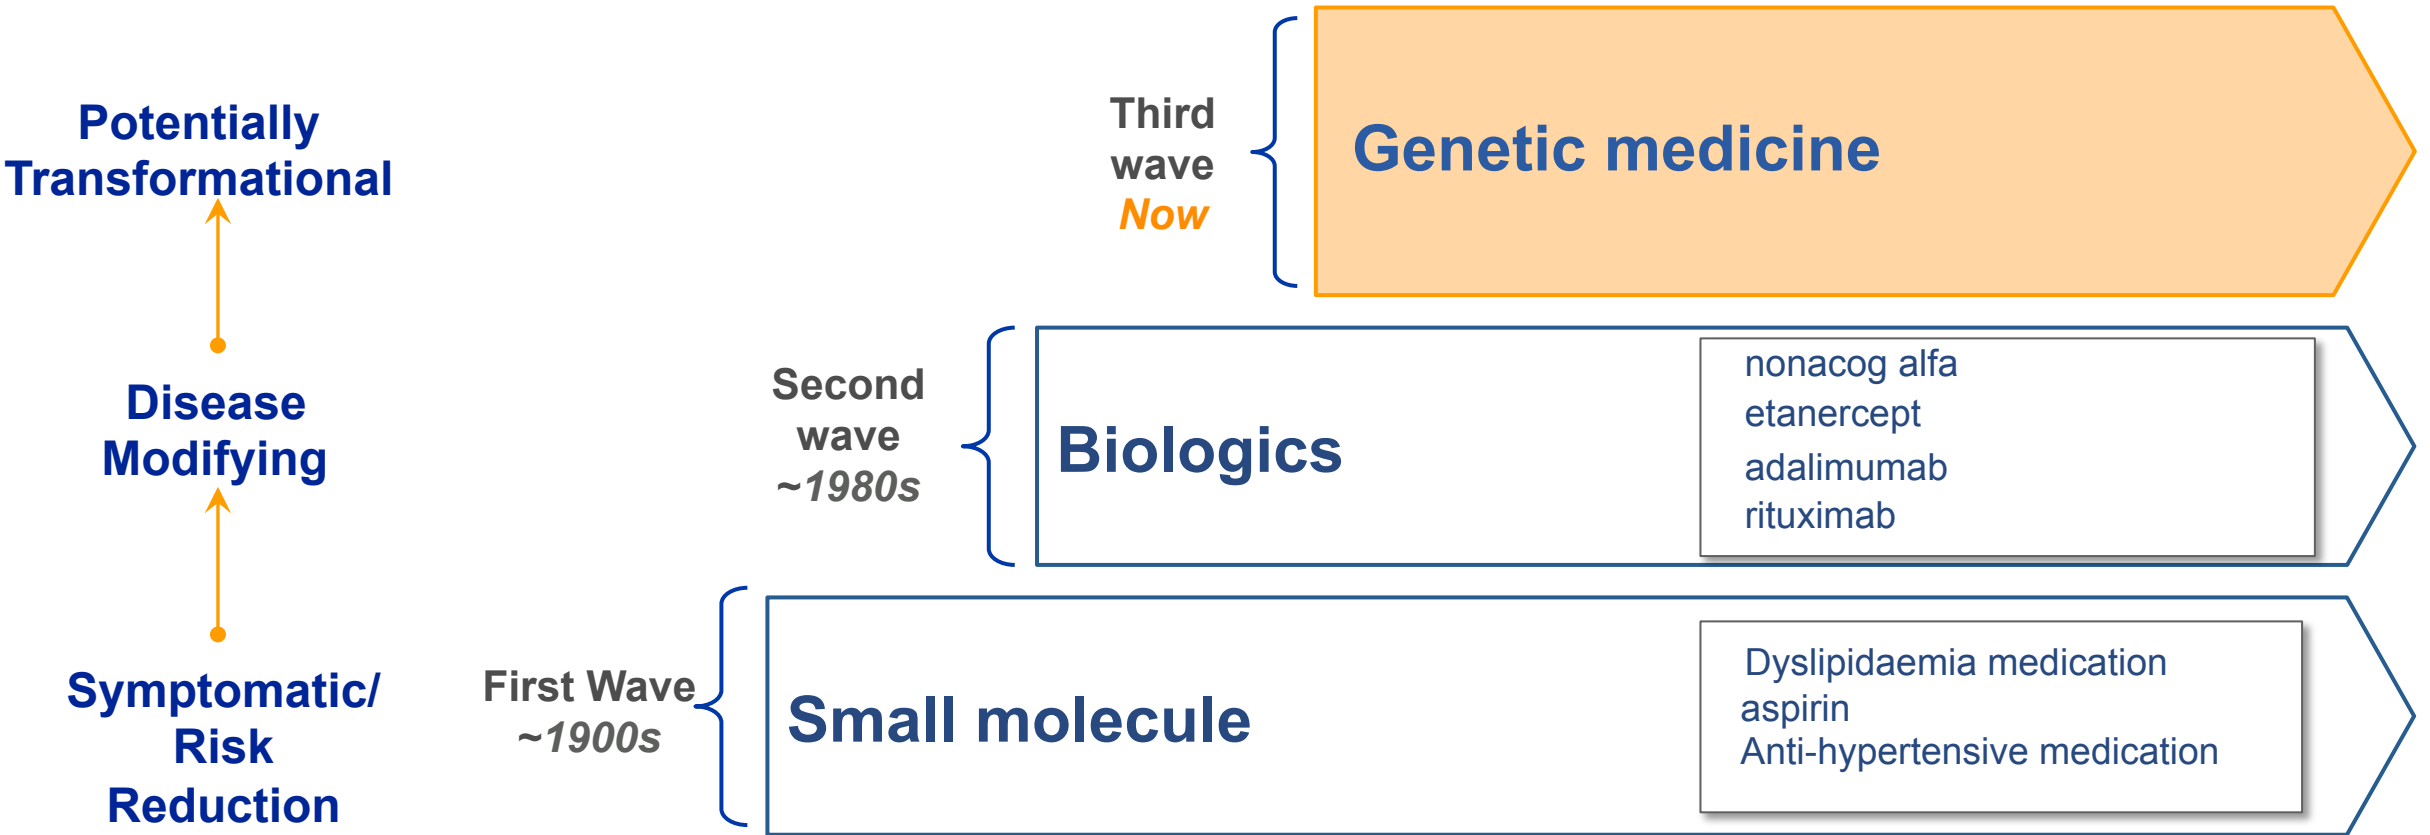 Potentially
Transformational
Third
wave
Now
Genetic medicine
Disease
Modifying
Second
wave
~1980s
Biologics
nonacog alfa
etanercept
adalimumab
rituximab
Symptomatic/
Risk
Reduction
First Wave
~1900s
Small molecule
Dyslipidaemia medication
aspirin
Anti-hypertensive medication